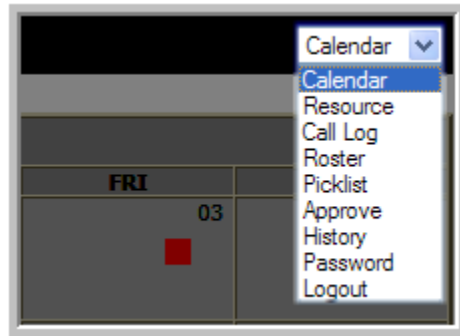 Calendar
Calendar
Resource
Call Log
Roster
Picklist
Approve
History
Password
Logout
FRI
03